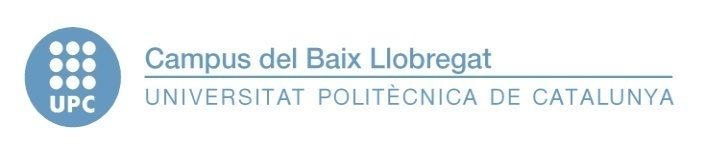 UPC
Campus del Baix Llobregat
UNIVERSITAT POLITÈCNICA DE CATALUNYA